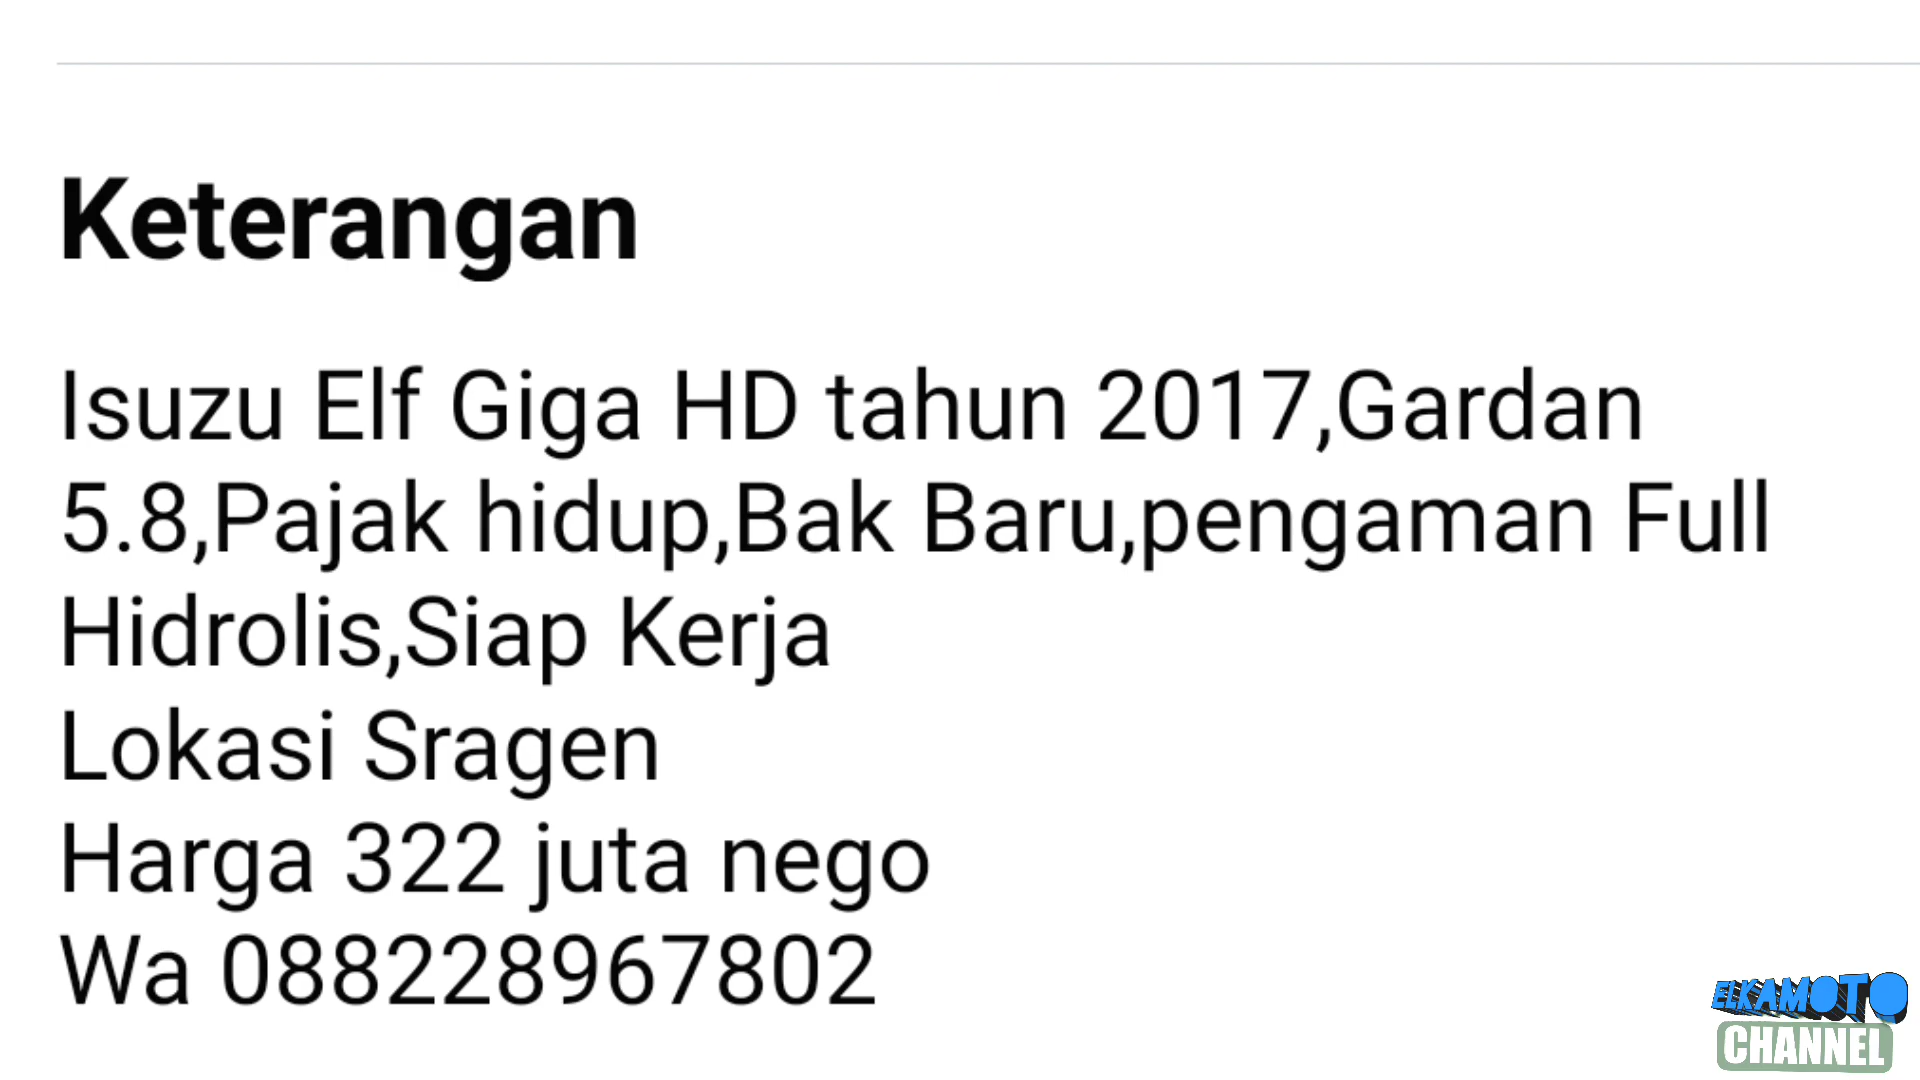 Keterangan
Isuzu Elf Giga HD tahun 2017,Gardan
5.8,Pajak hidup,Bak Baru,pengaman Full
Hidrolis,Siap Kerja
Lokasi Sragen
Harga 322 juta nego
Wa 088228967802
ELKAMOTO
CHANNEL